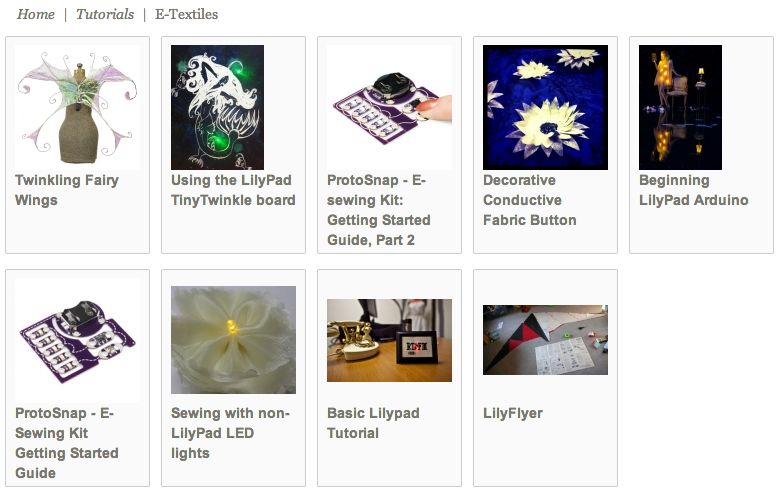 Home | Tutorials | E-Textiles
Twinkling Fairy
Wings
Using the LilyPad
TinyTwinkle board
ProtoSnap - E-
sewing Kit:
Getting Started
Guide, Part 2
Decorative
Conductive
Fabric Button
Beginning
LilyPad Arduino
ProtoSnap - E-
Sewing Kit
Getting Started
Guide
Sewing with non-
LilyPad LED
lights
Basic Lilypad
Tutorial
LilyFlyer